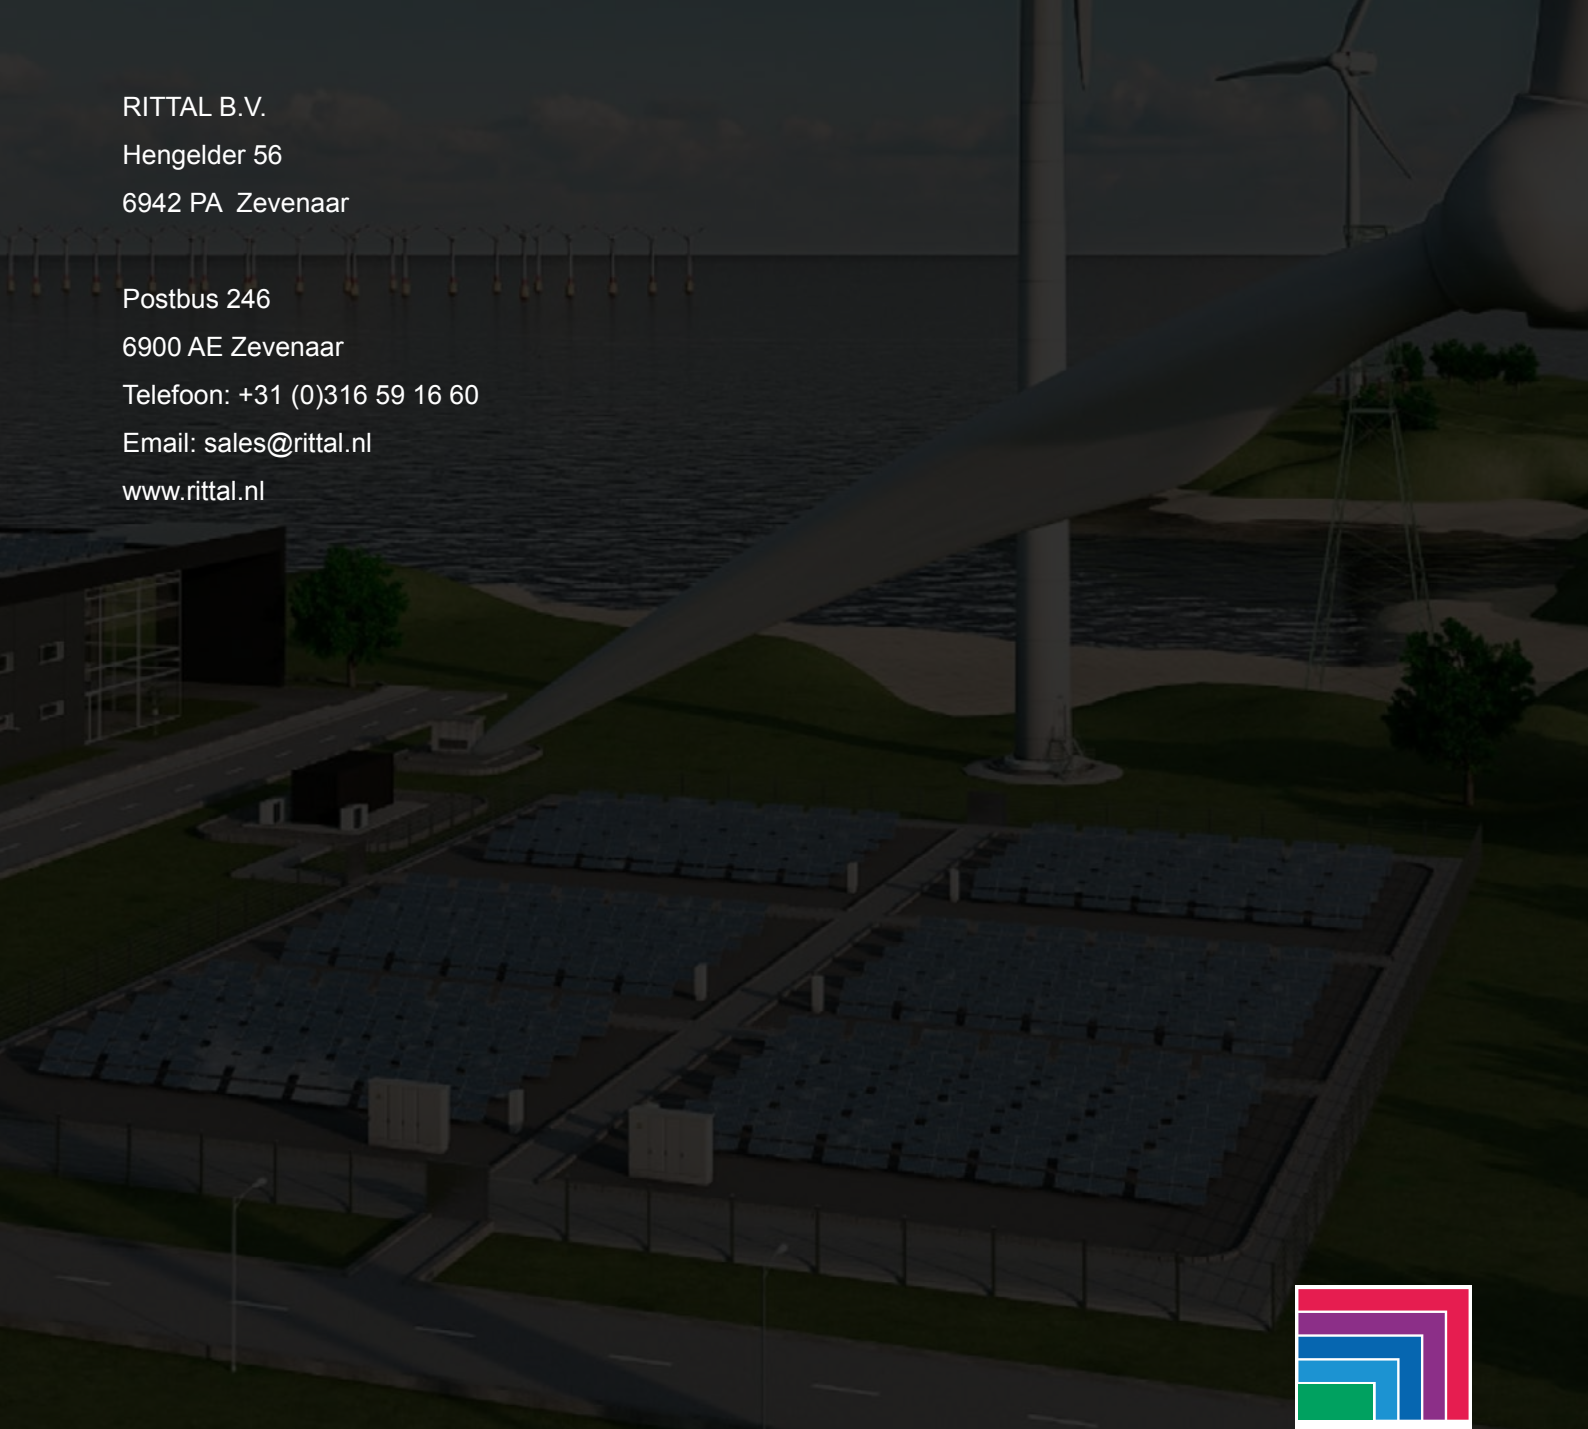 RITTAL B.V.
Hengelder 56
6942 PA  Zevenaar
Postbus 246
6900 AE Zevenaar
Telefoon: +31 (0)316 59 16 60
Email: sales@rittal.nl
www.rittal.nl